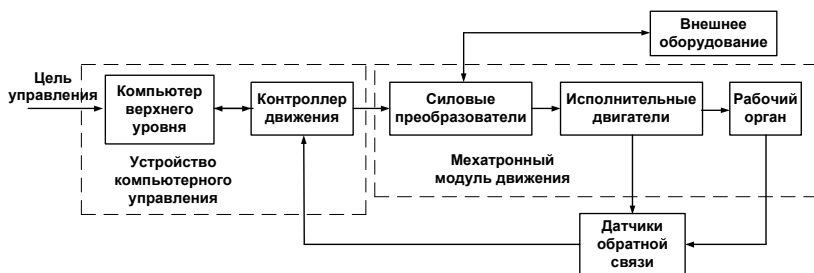 Внешнее
оборудование
Цель
управления
Компьютер
верхнего
уровня
Контроллер
движения
Силовые
преобразователи
Исполнительные
двигатели
Рабочий
орган
Устройство
компьютерного
управления
Мехатронный
модуль движения
Датчики
обратной
связи